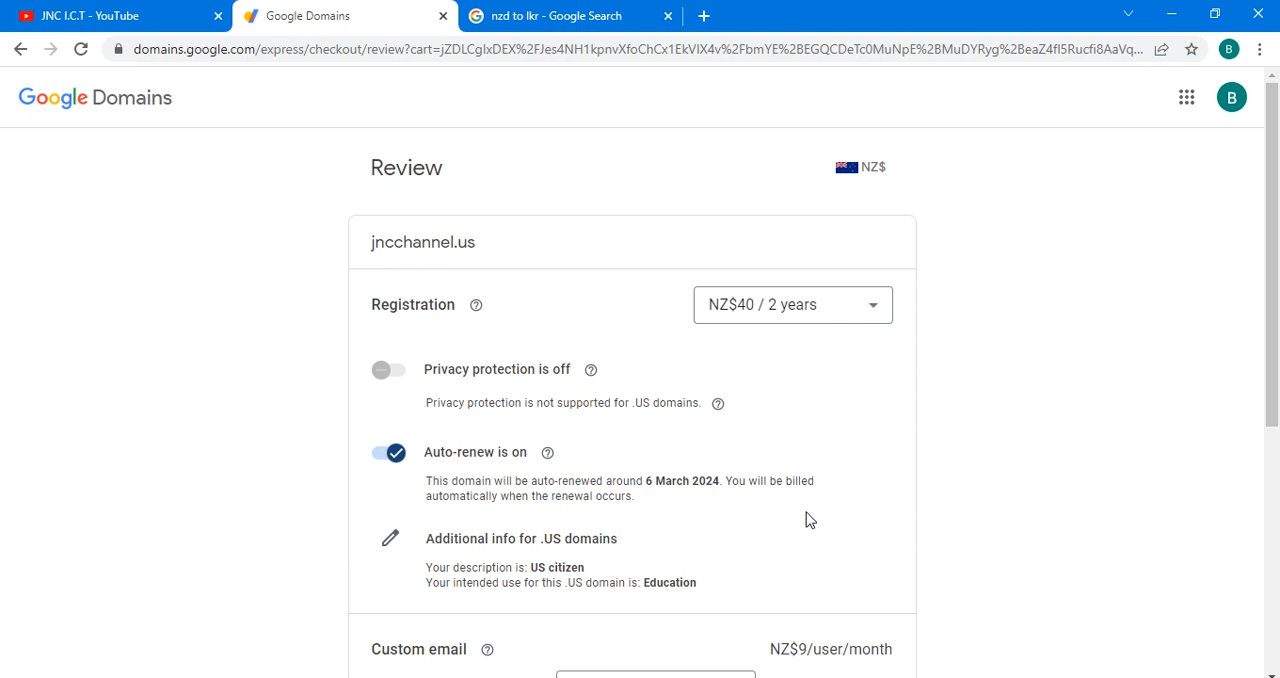 JNC I.C.T - YouTube
Google Domains
nzd to lkr - Google Search
domains.google.com/express/checkout/review?cart=jZDLCglxDEX%2FJes4NH1kpnvXfoChCx1EkVIX4v%2FbmYE%2BEGQCDeTc0MuNpE%2BMuDYRyg%2BeaZ4fl5Rucfi8AaVq...
B
Google Domains
B
Review
NZ$
jncchannel.us
Registration
NZ$40 / 2 years
Privacy protection is off
Privacy protection is not supported for .US domains.
Auto-renew is on
This domain will be auto-renewed around 6 March 2024. You will be billed
automatically when the renewal occurs.
Additional info for .US domains
Your description is: US citizen
Your intended use for this .US domain is: Education
Custom email
NZ$9/user/month